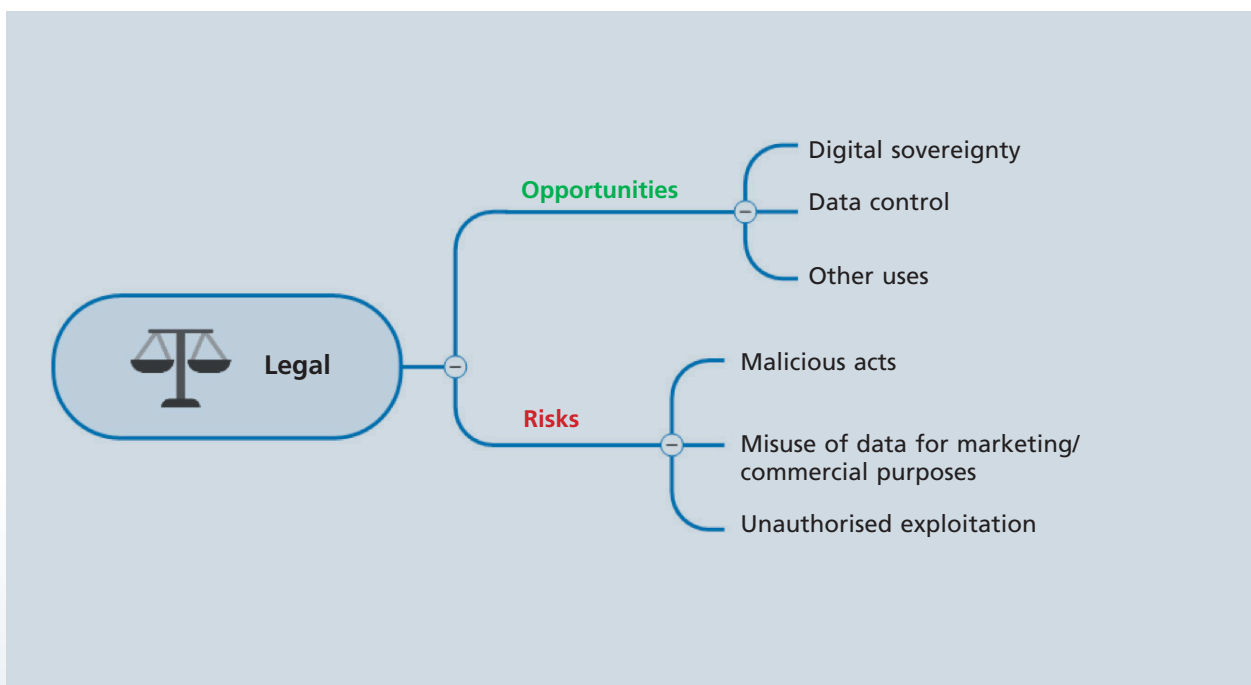 Legal
Opportunities
Digital sovereignty
Data control
Other uses
Risks
Malicious acts
Misuse of data for marketing/
commercial purposes
Unauthorised exploitation